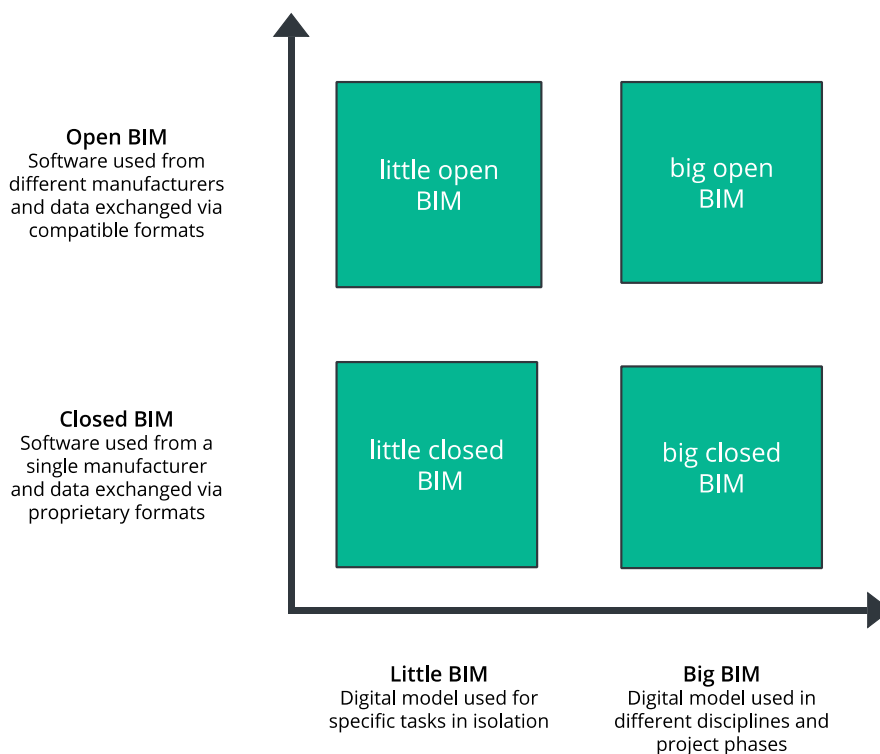 Open BIM
Software used from
different manufacturers
and data exchanged via
compatible formats
little open
BIM
big open
BIM
Closed BIM
Software used from a
single manufacturer
and data exchanged via
proprietary formats
little closed
BIM
big closed
BIM
Little BIM
Digital model used for
specific tasks in isolation
Big BIM
Digital model used in
different disciplines and
project phases